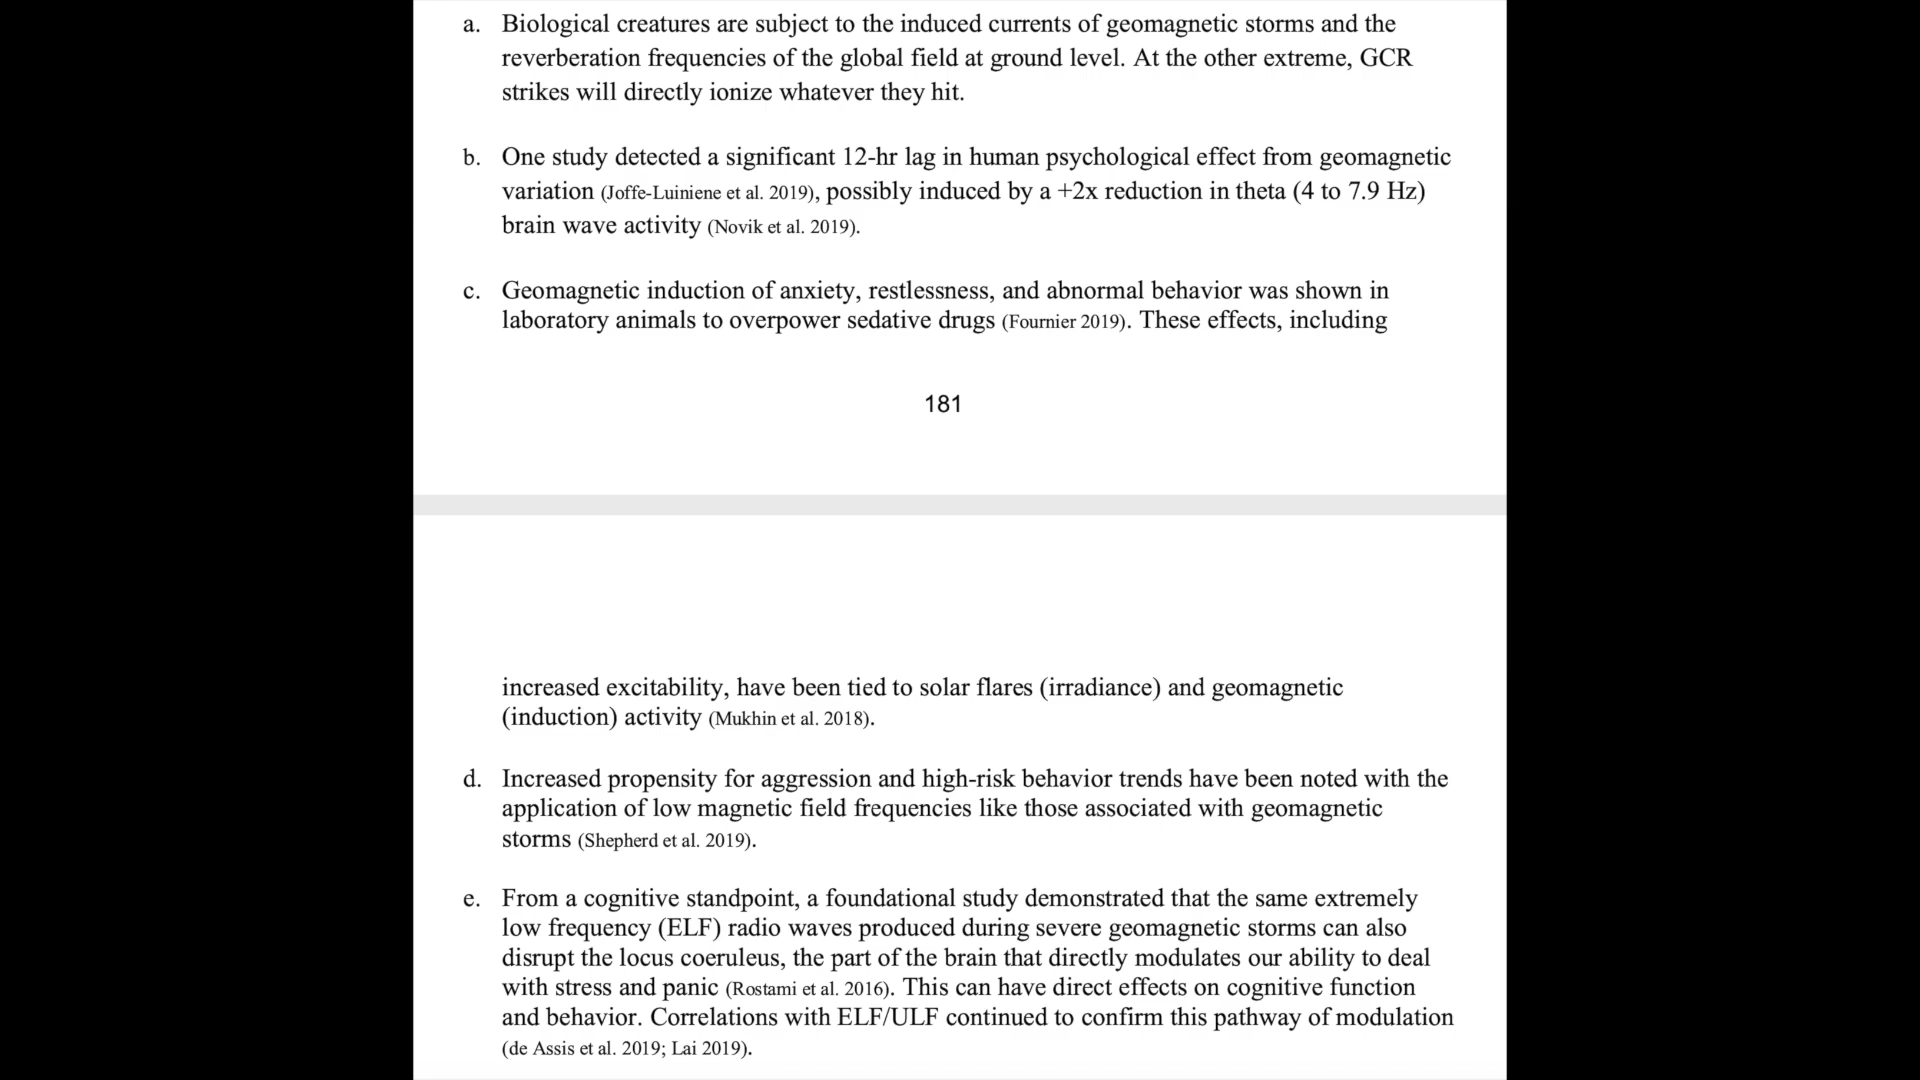 a. Biological creatures are subject to the induced currents of geomagnetic storms and the
reverberation frequencies of the global field at ground level. At the other extreme, GCR
strikes will directly ionize whatever they hit.
b. One study detected a significant 12-hr lag in human psychological effect from geomagnetic
variation (Joffe-Luiniene et al. 2019), possibly induced by a +2x reduction in theta (4 to 7.9 Hz)
brain wave activity (Novik et al. 2019).
c. Geomagnetic induction of anxiety, restlessness, and abnormal behavior was shown in
laboratory animals to overpower sedative drugs (Fournier 2019). These effects, including
181
increased excitability, have been tied to solar flares (irradiance) and geomagnetic
(induction) activity (Mukhin et al. 2018).
d. Increased propensity for aggression and high-risk behavior trends have been noted with the
application of low magnetic field frequencies like those associated with geomagnetic
storms (Shepherd et al. 2019).
e. From a cognitive standpoint, a foundational study demonstrated that the same extremely
low frequency (ELF) radio waves produced during severe geomagnetic storms can also
disrupt the locus coeruleus, the part of the brain that directly modulates our ability to deal
with stress and panic (Rostami et al. 2016). This can have direct effects on cognitive function
and behavior. Correlations with ELF/ULF continued to confirm this pathway of modulation
(de Assis et al. 2019; Lai 2019).